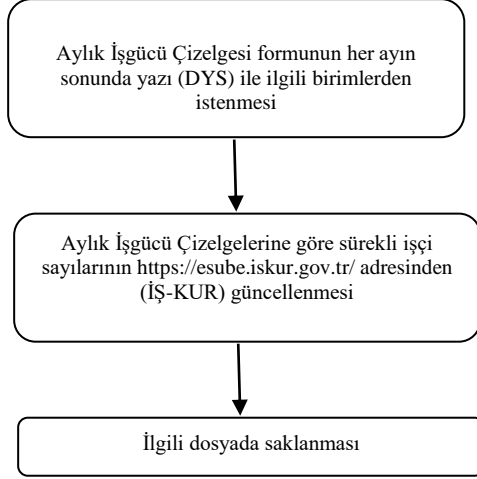 Aylık İşgücü Çizelgesi formunun her ayın
sonunda yazı (DYS) ile ilgili birimlerden
istenmesi
Aylık İşgücü Çizelgelerine göre sürekli işçi
sayılarının https://esube.iskur.gov.tr/ adresinden
(İŞ-KUR) güncellenmesi
İlgili dosyada saklanması